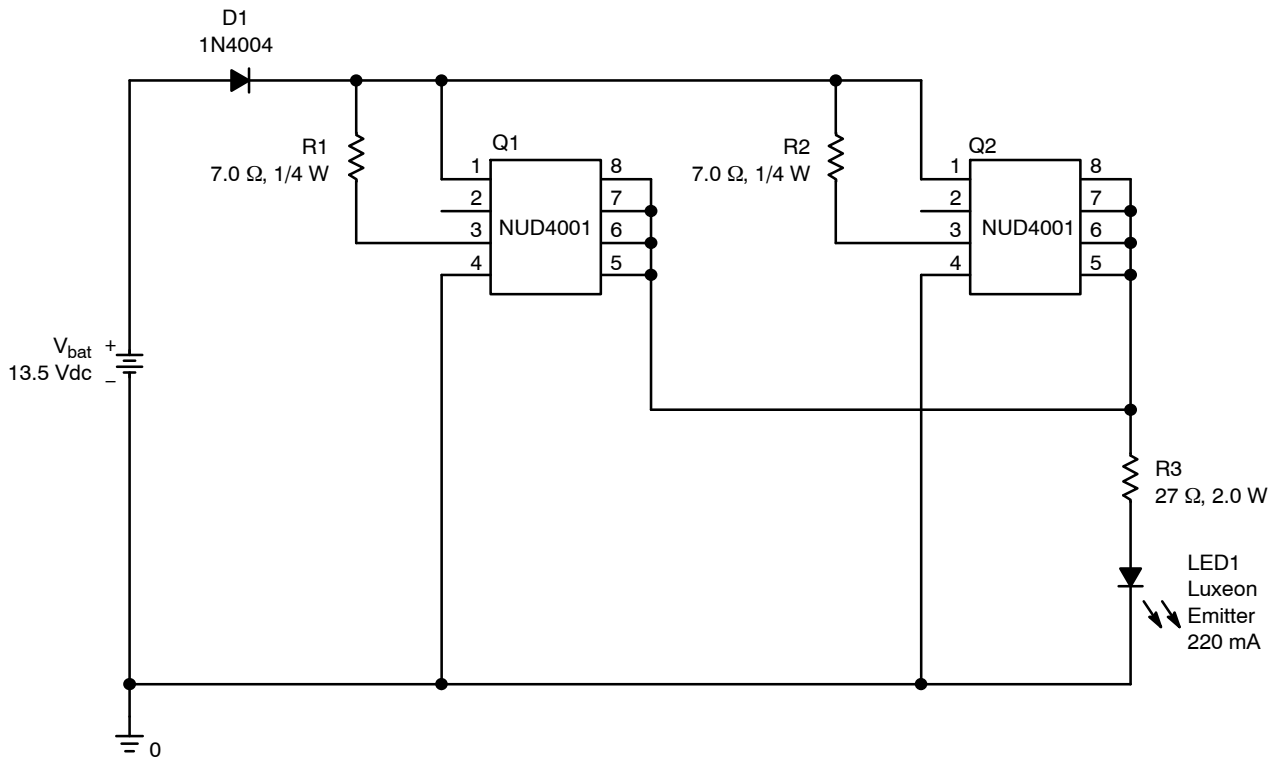 D1
1N4004
R1
7.0 Ω, 1/4 W
Q1
1
2
3
4
NUD4001
8
7
6
5
R2
7.0 Ω, 1/4 W
Q2
1
2
3
4
NUD4001
8
7
6
5
Vbat +
13.5 Vdc −
R3
27 Ω, 2.0 W
LED1
Luxeon
Emitter
220 mA
0